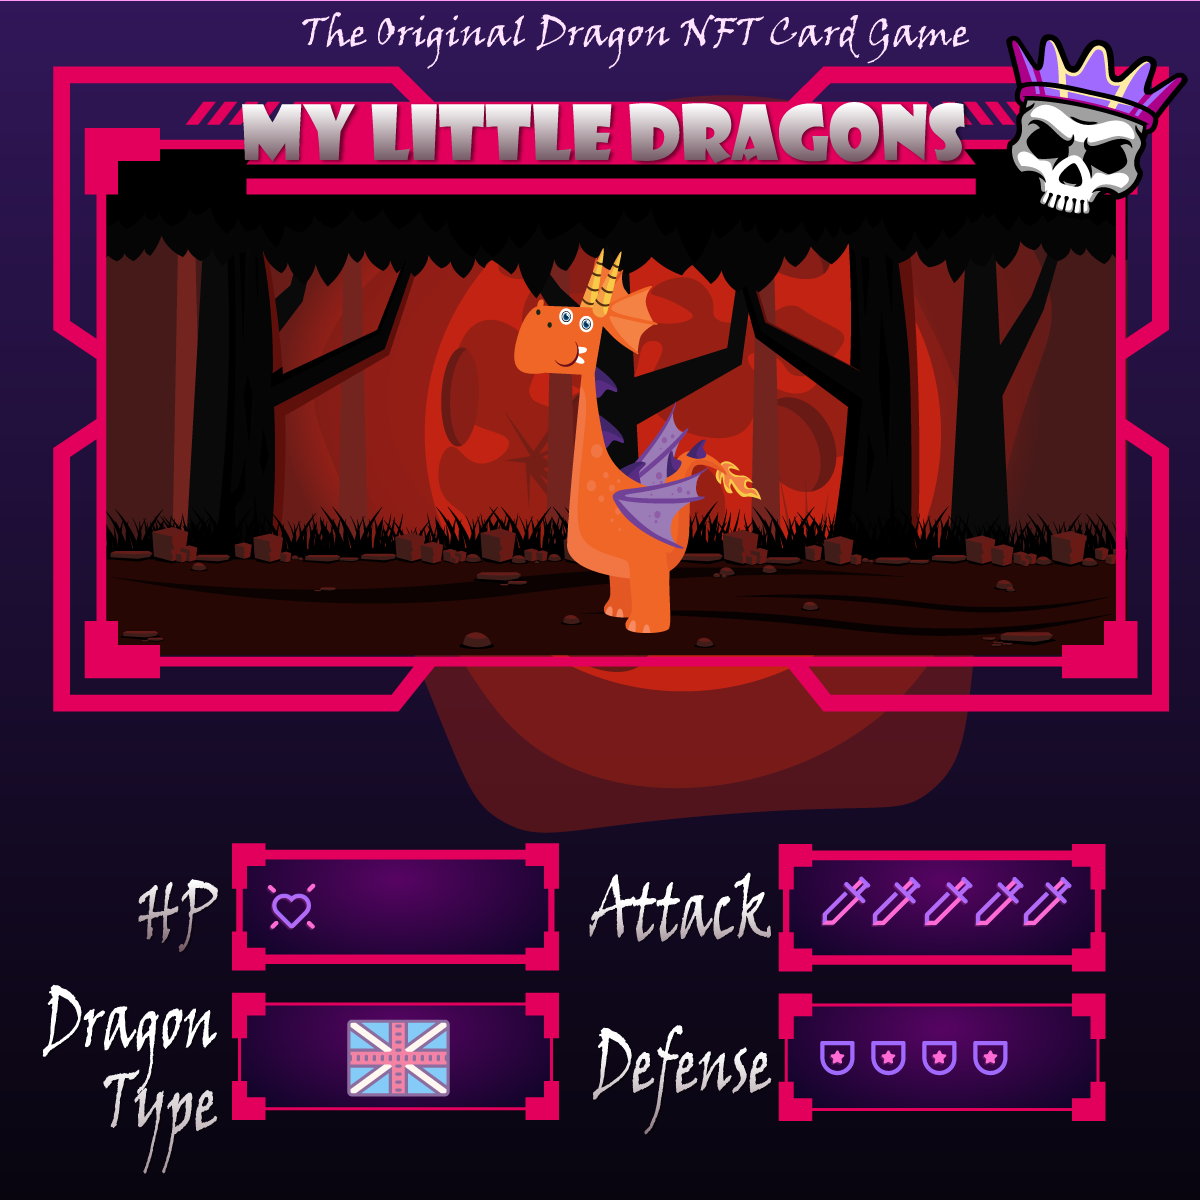 The Original Dragon NFT Card Game
MY LITTLE DRAGONS
HP
Attack
Dragon
Type
Defense